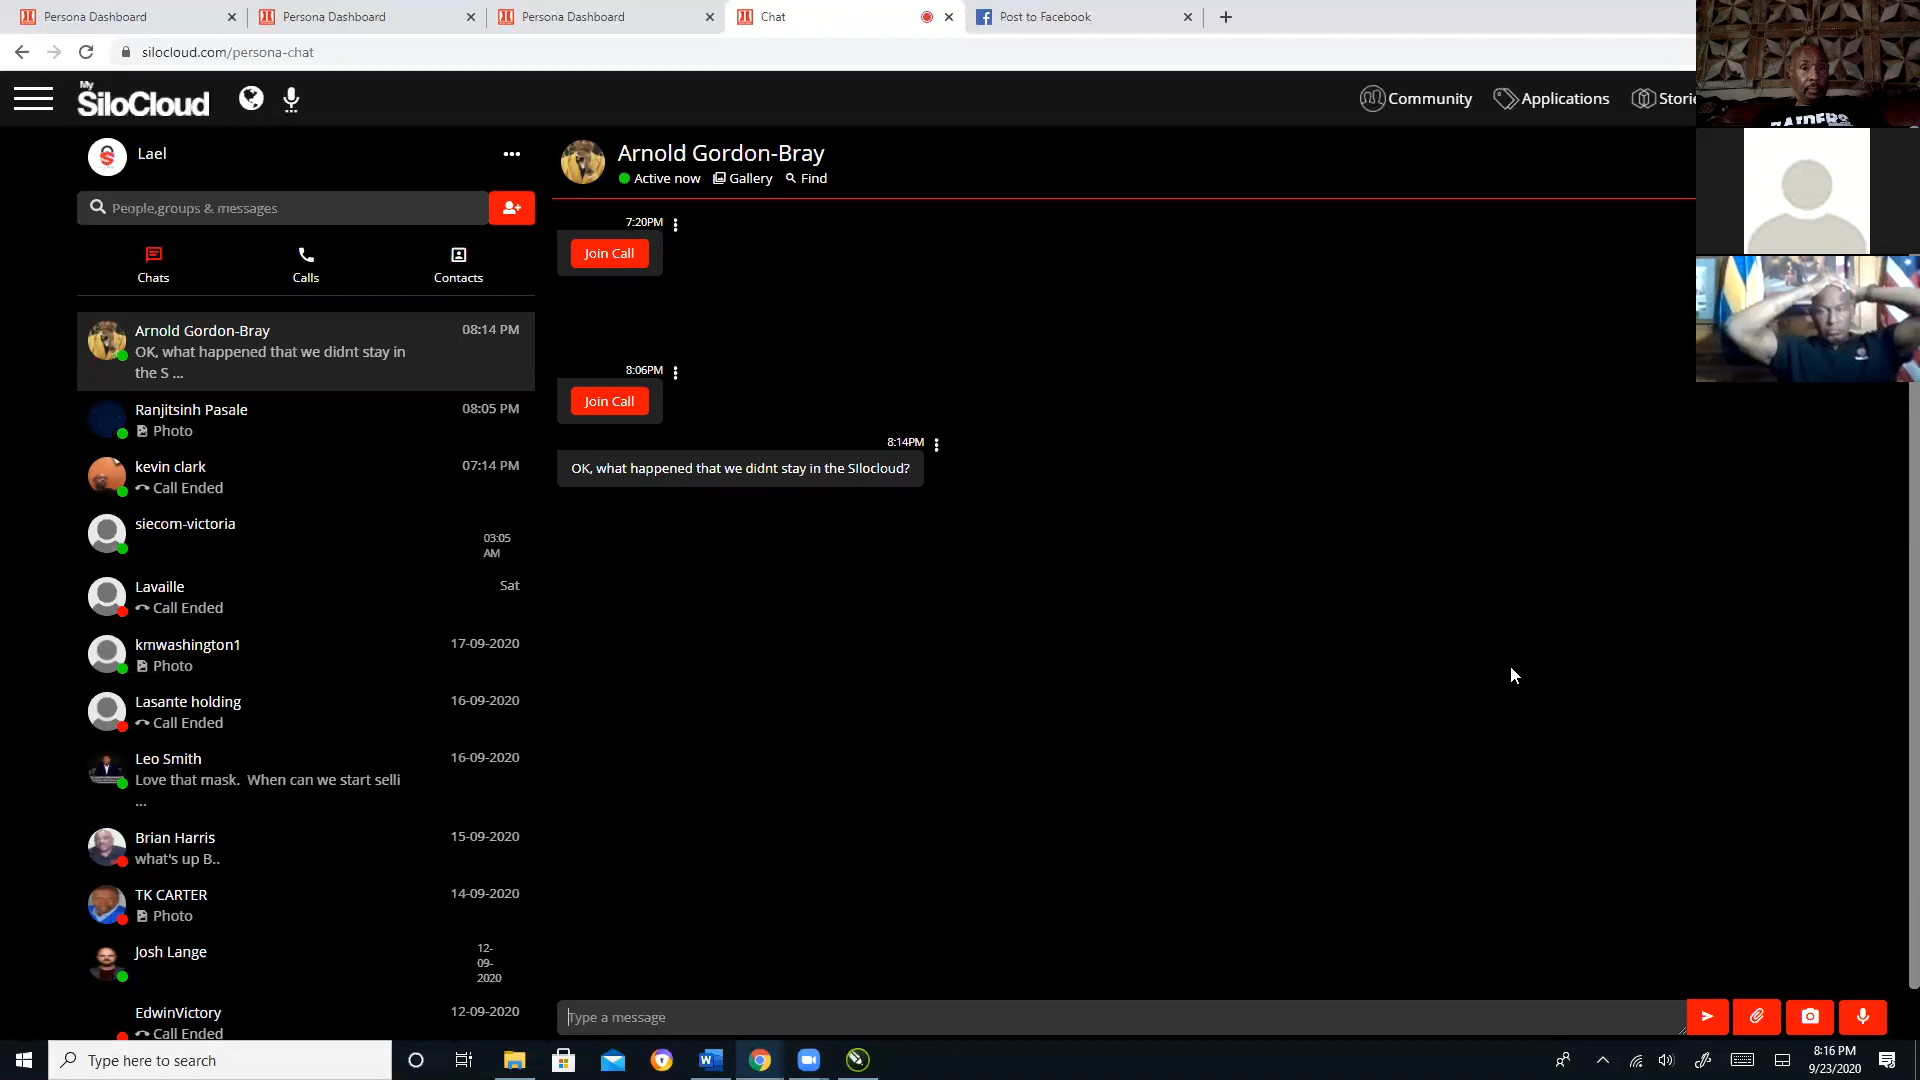 Persona Dashboard
Persona Dashboard
Persona Dashboard
Chat
Post to Facebook
silocloud.com/persona-chat
My
SiloCloud
Community
Applications
Storie
RAIDERS
Lael
People,groups & messages
Chats
Calls
Contacts
Arnold Gordon-Bray
08:14 PM
OK, what happened that we didnt stay in
the S ...
Ranjitsinh Pasale
08:05 PM
Photo
kevin clark
07:14 PM
Call Ended
siecom-victoria
03:05
AM
Lavaille
Sat
Call Ended
kmwashington1
17-09-2020
Photo
Lasante holding
16-09-2020
Call Ended
Leo Smith
16-09-2020
Love that mask.  When can we start selli
...
Brian Harris
15-09-2020
what's up B..
TK CARTER
14-09-2020
Photo
Josh Lange
12-
09-
2020
EdwinVictory
12-09-2020
Call Ended
Arnold Gordon-Bray
Active now
Gallery
Find
7:20PM
Join Call
8:06PM
Join Call
8:14PM
OK, what happened that we didnt stay in the SIlocloud?
Type a message
Type here to search
8:16 PM
9/23/2020